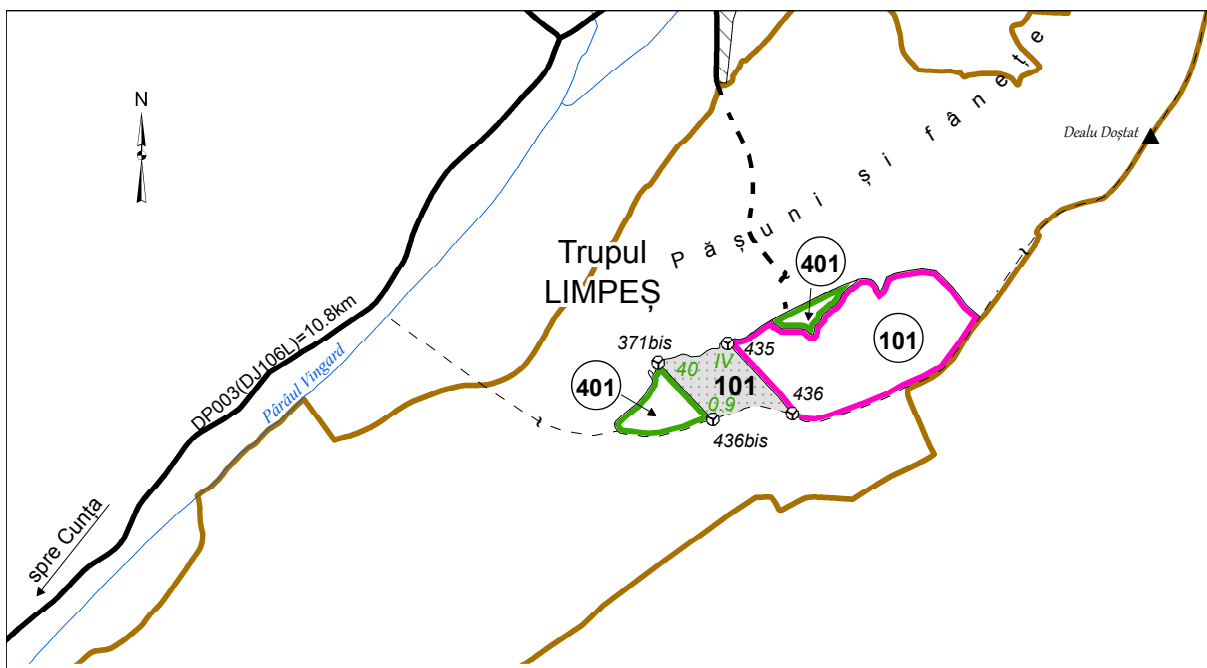 N
Dealu Doștat
Pășuni și fânețe
Trupul
LIMPEȘ
401
DP003(DJ106L)=10.8km
Pârâul Vingard
371bis
435
101
40
IV
101
401
0.9
436
436bis
spre Cunța